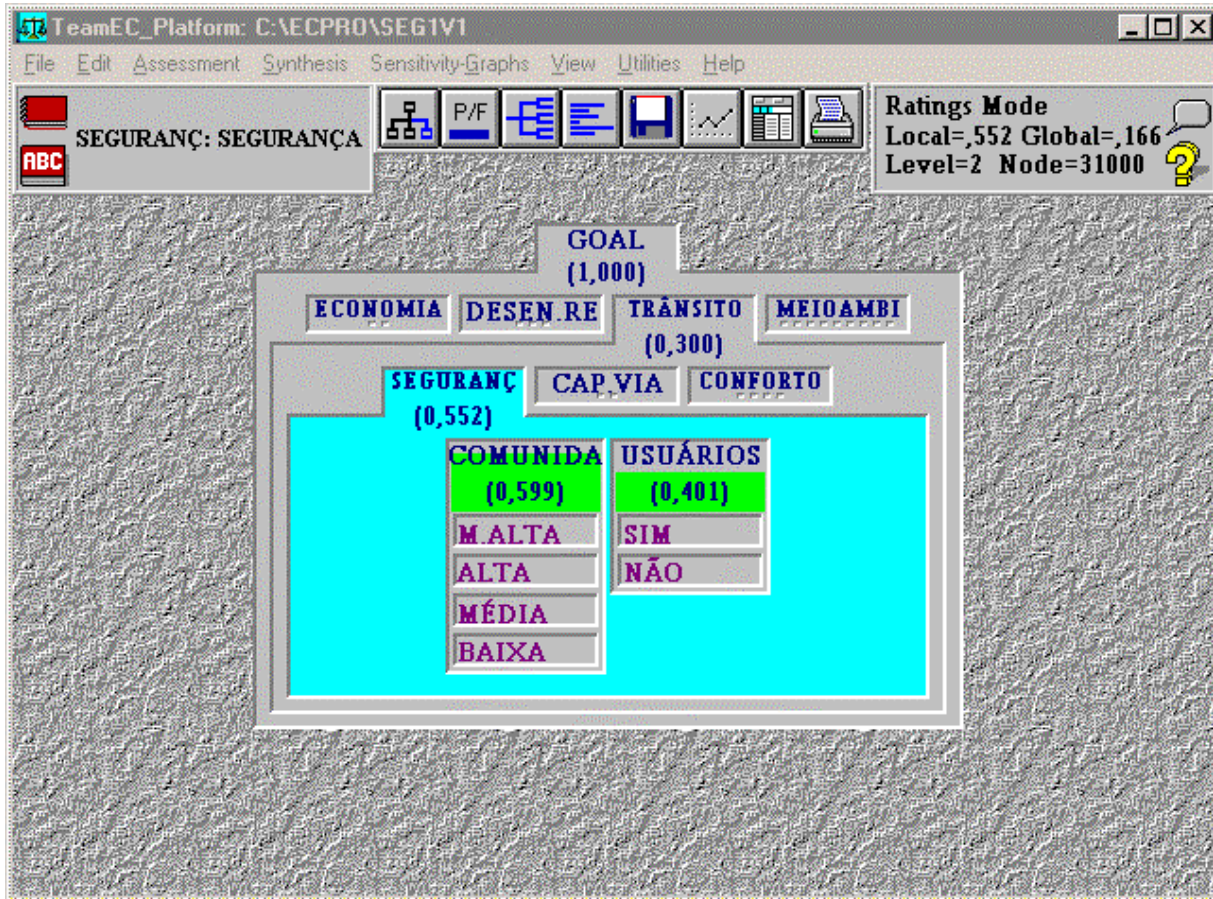 TeamEC_Platform: C:\ECPRO\SEG1V1
File Edit Assessment Synthesis Sensitivity-Graphs View Utilities Help
ABC
SEGURANÇ: SEGURANÇA
P/F
Ratings Mode
Local=,552 Global=,166
Level=2 Node=31000
?
GOAL
(1,000)
ECONOMIA DESEN.RE TRÂNSITO MEIOAMBI
(0,300)
SEGURANÇ CAP.VIA CONFORTO
(0,552)
COMUNIDA USUÁRIOS
(0,599) (0,401)
M.ALTA SIM
ALTA NÃO
MÉDIA
BAIXA